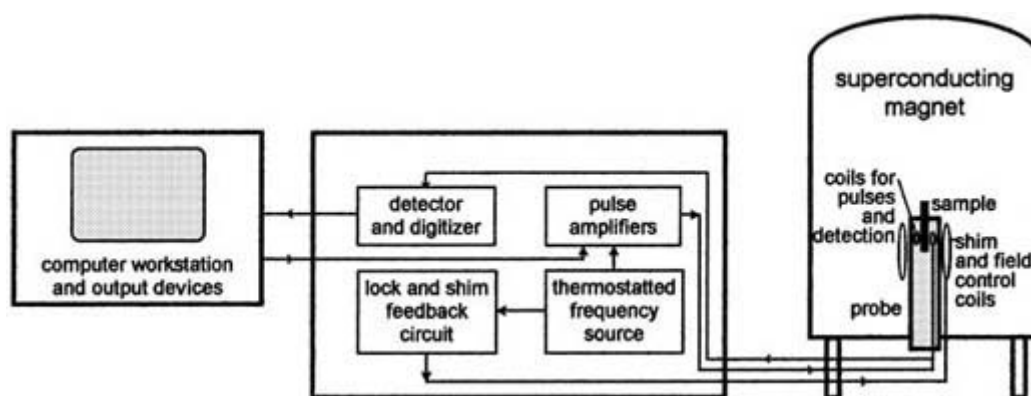 superconducting
magnet
coils for
pulses and
detection
sample
shim
and field
control
coils
probe
detector
and digitizer
pulse
amplifiers
lock and shim
feedback
circuit
thermostatted
frequency
source
computer workstation
and output devices